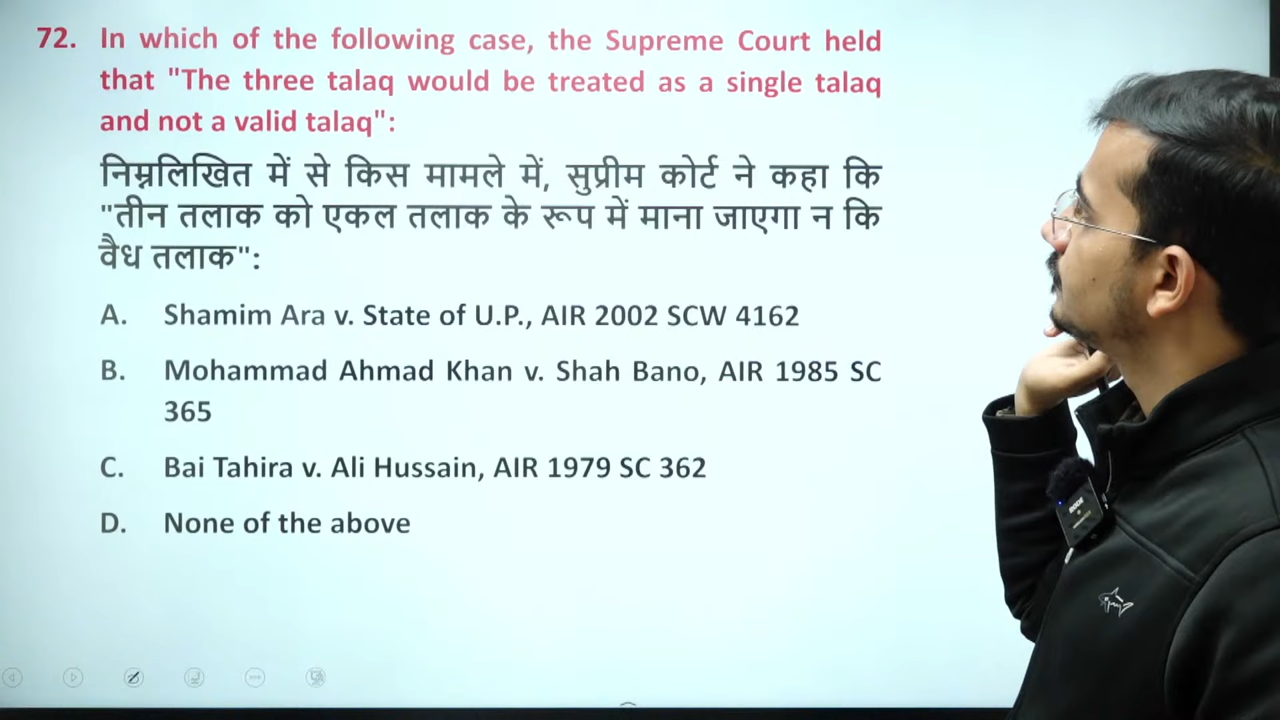 72. In which of the following case, the Supreme Court held
that "The three talaq would be treated as a single talaq
and not a valid talaq":
निम्नलिखित में से किस मामले में, सुप्रीम कोर्ट ने कहा कि
"तीन तलाक को एकल तलाक के रूप में माना जाएगा न कि
वैध तलाक":
A. Shamim Ara v. State of U.P., AIR 2002 SCW 4162
B. Mohammad Ahmad Khan v. Shah Bano, AIR 1985 SC
365
C. Bai Tahira v. Ali Hussain, AIR 1979 SC 362
D. None of the above
RODE